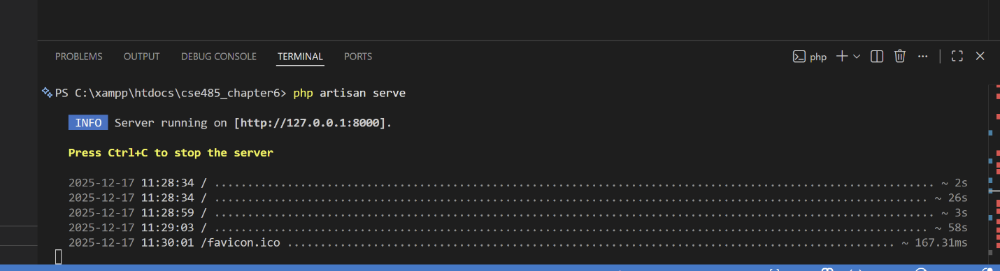 PROBLEMS OUTPUT DEBUG CONSOLE TERMINAL PORTS php
PS C:\xampp\htdocs\cse485_chapter6> php artisan serve
INFO Server running on [http://127.0.0.1:8000].
Press Ctrl+C to stop the server
2025-12-17 11:28:34 / ........................................................................................................................ ~ 2s
2025-12-17 11:28:34 / ....................................................................................................................... ~ 26s
2025-12-17 11:28:59 / ........................................................................................................................ ~ 3s
2025-12-17 11:29:03 / ....................................................................................................................... ~ 58s
2025-12-17 11:30:01 /favicon.ico ..................................................................................................... ~ 167.31ms